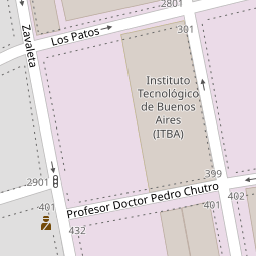 2801
Los Patos
301
Zavaleta
Instituto
Tecnológico
de Buenos
Aires
(ITBA)
399
2901
Profesor Doctor Pedro Chutro
402
401
401
432